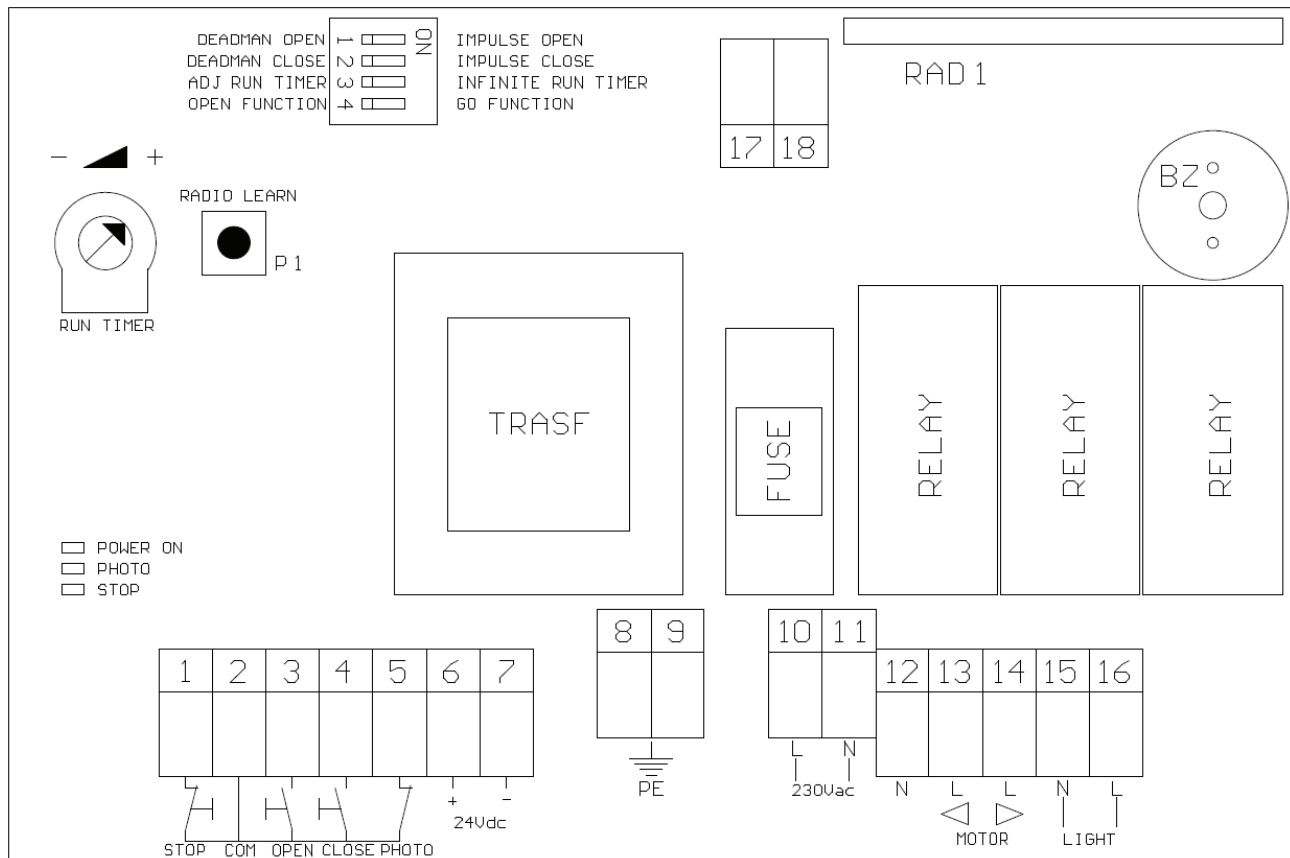 DEADMAN OPEN 1 ON IMPULSE OPEN
DEADMAN CLOSE 2 IMPULSE CLOSE
ADJ RUN TIMER 3 INFINITE RUN TIMER
OPEN FUNCTION 4 GO FUNCTION
RAD 1
17 18
- +
BZ
RADIO LEARN
P1
RUN TIMER
TRASF
FUSE
RELAY
RELAY
RELAY
POWER ON
PHOTO
STOP
8 9
10 11
1 2 3 4 5 6 7
12 13 14 15 16
L N
PE
230Vac
N L L N L
+ -
24Vdc
MOTOR LIGHT
STOP COM OPEN CLOSE PHOTO